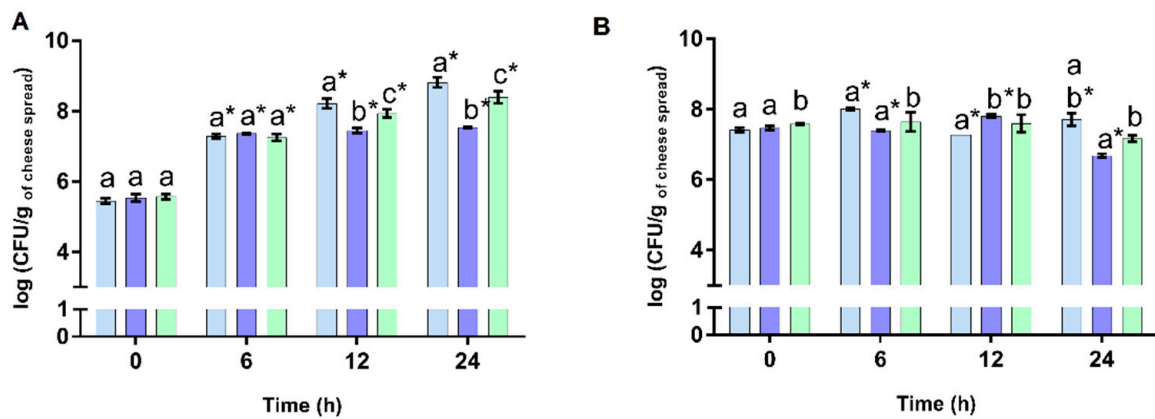 A
log (CFU/g of cheese spread)
10
8
6
4
1
0
a a a
a* a* a*
a* b* c*
a* b* c*
0 6 12 24
Time (h)
B
log (CFU/g of cheese spread)
10
8
6
4
1
0
a a b
a* a* b
a* b* b
a
b* a* b
0 6 12 24
Time (h)